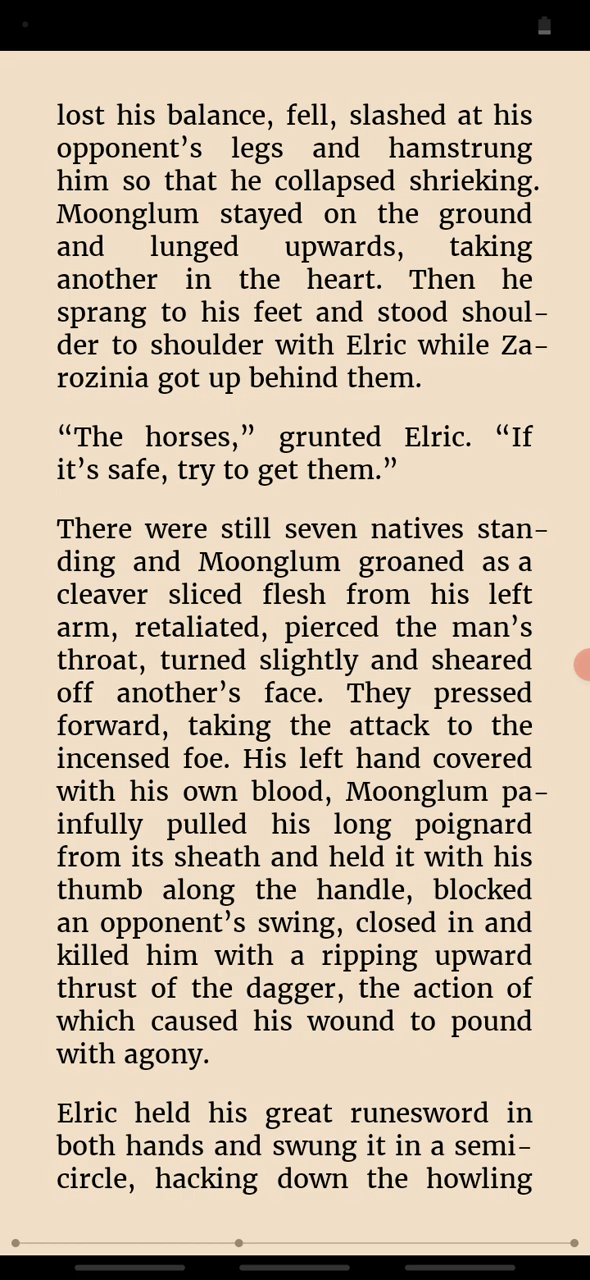 lost his balance, fell, slashed at his
opponent’s legs and hamstrung
him so that he collapsed shrieking.
Moonglum stayed on the ground
and lunged upwards, taking
another in the heart. Then he
sprang to his feet and stood shoul-
der to shoulder with Elric while Za-
rozinia got up behind them.
“The horses,” grunted Elric. “If
it’s safe, try to get them.”
There were still seven natives stan-
ding and Moonglum groaned as a
cleaver sliced flesh from his left
arm, retaliated, pierced the man’s
throat, turned slightly and sheared
off another’s face. They pressed
forward, taking the attack to the
incensed foe. His left hand covered
with his own blood, Moonglum pa-
infully pulled his long poignard
from its sheath and held it with his
thumb along the handle, blocked
an opponent’s swing, closed in and
killed him with a ripping upward
thrust of the dagger, the action of
which caused his wound to pound
with agony.
Elric held his great runesword in
both hands and swung it in a semi-
circle, hacking down the howling